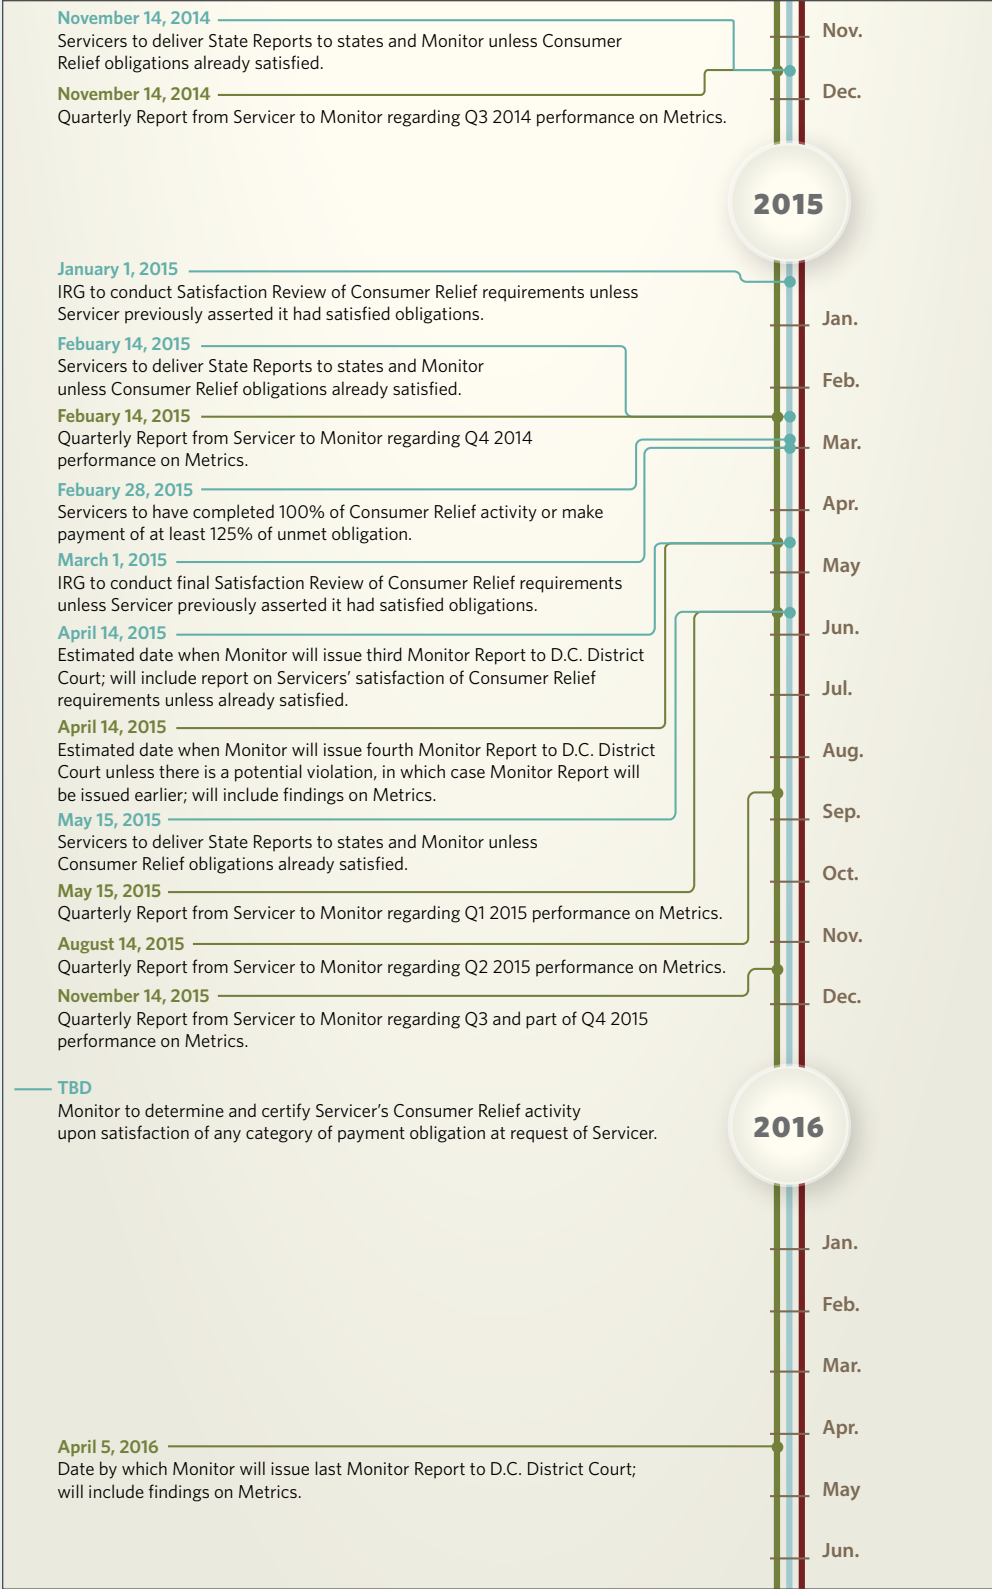 November 14, 2014
Servicers to deliver State Reports to states and Monitor unless Consumer
Relief obligations already satisfied.
November 14, 2014
Quarterly Report from Servicer to Monitor regarding Q3 2014 performance on Metrics.
Nov.
Dec.
2015
January 1, 2015
IRG to conduct Satisfaction Review of Consumer Relief requirements unless
Servicer previously asserted it had satisfied obligations.
Febuary 14, 2015
Servicers to deliver State Reports to states and Monitor
unless Consumer Relief obligations already satisfied.
Febuary 14, 2015
Quarterly Report from Servicer to Monitor regarding Q4 2014
performance on Metrics.
Febuary 28, 2015
Servicers to have completed 100% of Consumer Relief activity or make
payment of at least 125% of unmet obligation.
March 1, 2015
IRG to conduct final Satisfaction Review of Consumer Relief requirements
unless Servicer previously asserted it had satisfied obligations.
April 14, 2015
Estimated date when Monitor will issue third Monitor Report to D.C. District
Court; will include report on Servicers’ satisfaction of Consumer Relief
requirements unless already satisfied.
April 14, 2015
Estimated date when Monitor will issue fourth Monitor Report to D.C. District
Court unless there is a potential violation, in which case Monitor Report will
be issued earlier; will include findings on Metrics.
May 15, 2015
Servicers to deliver State Reports to states and Monitor unless
Consumer Relief obligations already satisfied.
May 15, 2015
Quarterly Report from Servicer to Monitor regarding Q1 2015 performance on Metrics.
August 14, 2015
Quarterly Report from Servicer to Monitor regarding Q2 2015 performance on Metrics.
November 14, 2015
Quarterly Report from Servicer to Monitor regarding Q3 and part of Q4 2015
performance on Metrics.
Jan.
Feb.
Mar.
Apr.
May
Jun.
Jul.
Aug.
Sep.
Oct.
Nov.
Dec.
TBD
Monitor to determine and certify Servicer’s Consumer Relief activity
upon satisfaction of any category of payment obligation at request of Servicer.
2016
April 5, 2016
Date by which Monitor will issue last Monitor Report to D.C. District Court;
will include findings on Metrics.
Jan.
Feb.
Mar.
Apr.
May
Jun.